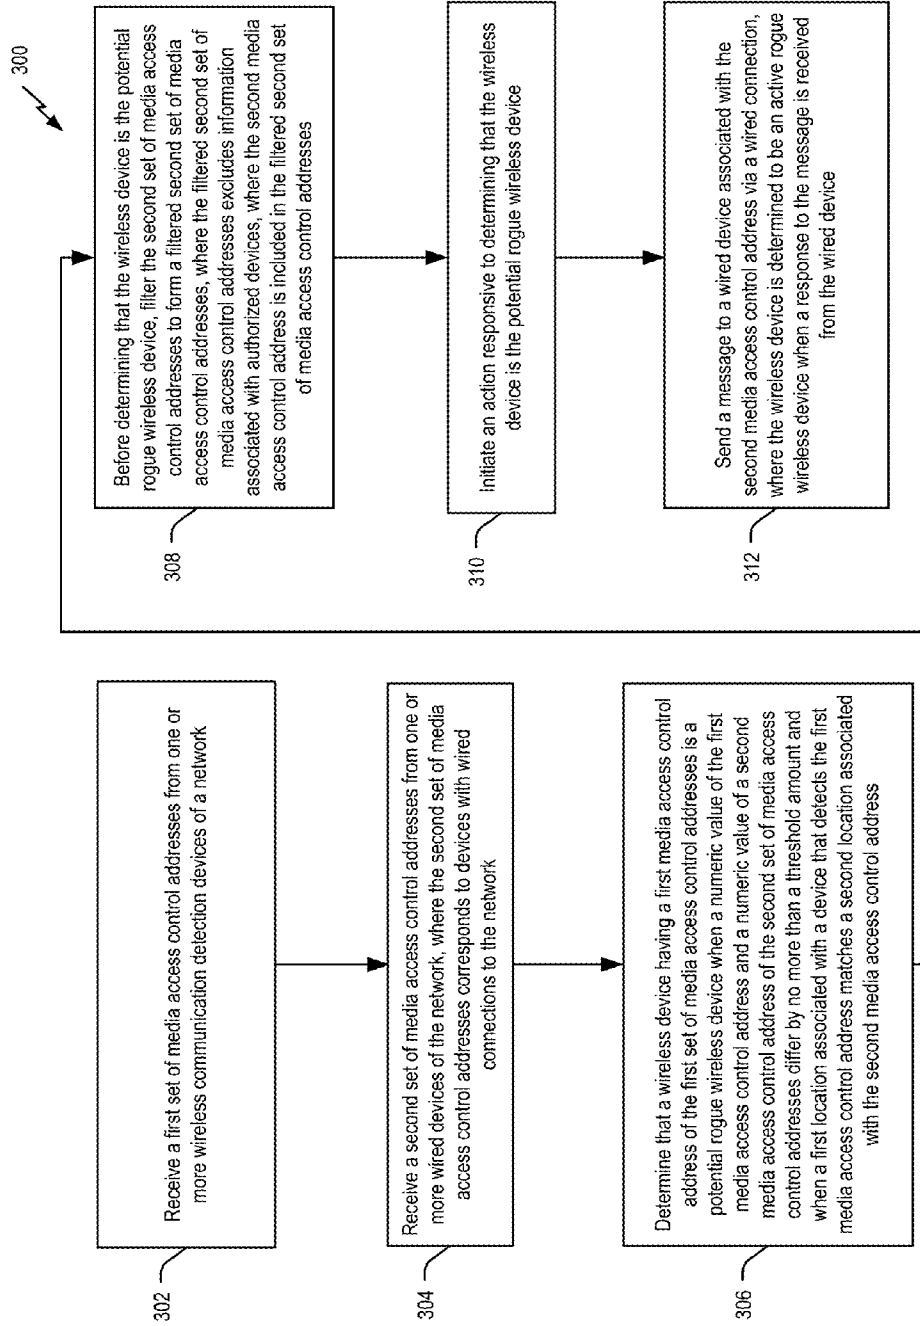 300
302
Receive a first set of media access control addresses from one or
more wireless communication detection devices of a network
304
Receive a second set of media access control addresses from one or
more wired devices of the network, where the second set of media
access control addresses corresponds to devices with wired
connections to the network
306
Determine that a wireless device having a first media access control
address of the first set of media access control addresses is a
potential rogue wireless device when a numeric value of the first
media access control address and a numeric value of a second
media access control address of the second set of media access
control addresses differ by no more than a threshold amount and
when a first location associated with a device that detects the first
media access control address matches a second location associated
with the second media access control address
308
Before determining that the wireless device is the potential
rogue wireless device, filter the second set of media access
control addresses to form a filtered second set of media
access control addresses, where the filtered second set of
media access control addresses excludes information
associated with authorized devices, where the second media
access control address is included in the filtered second set
of media access control addresses
310
Initiate an action responsive to determining that the wireless
device is the potential rogue wireless device
312
Send a message to a wired device associated with the
second media access control address via a wired connection,
where the wireless device is determined to be an active rogue
wireless device when a response to the message is received
from the wired device